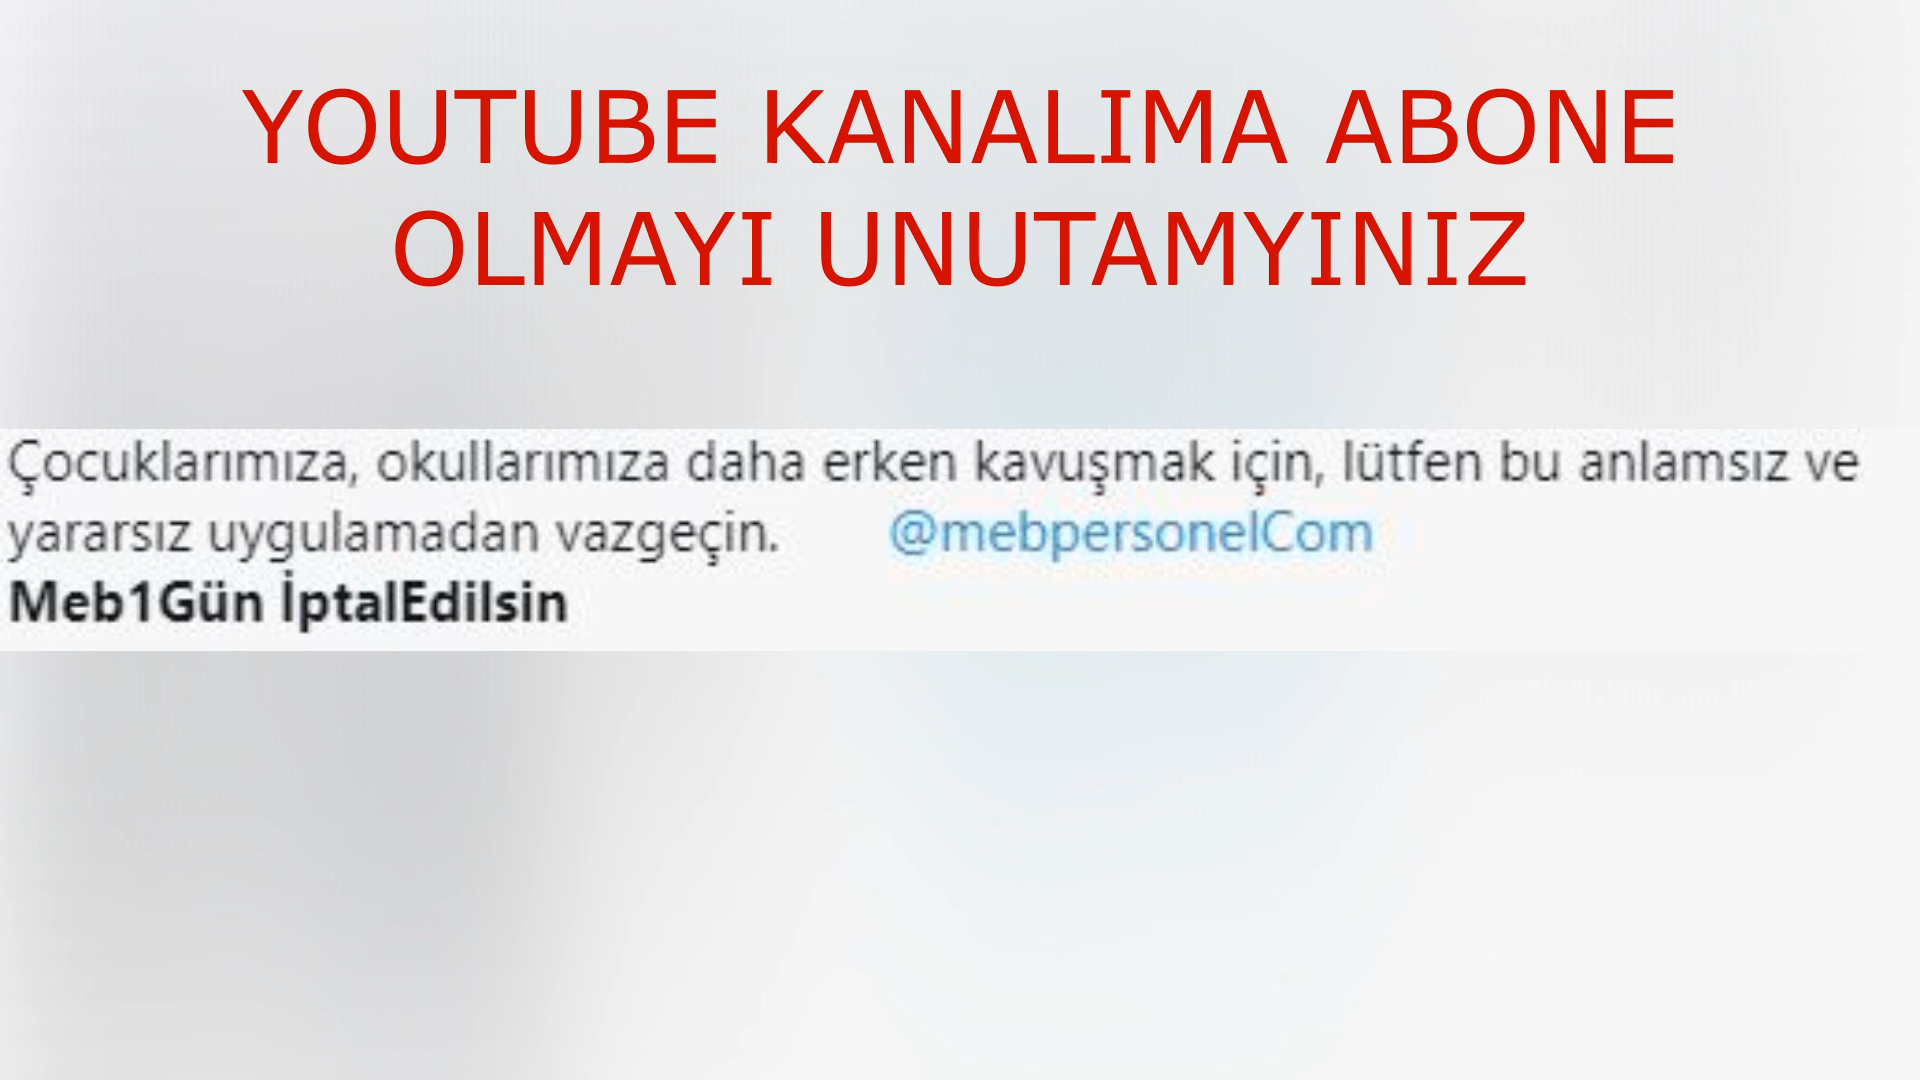 YOUTUBE KANALIMA ABONE
OLMAYI UNUTAMYINIZ
Çocuklarımıza, okullarımıza daha erken kavuşmak için, lütfen bu anlamsız ve
yararsız uygulamadan vazgeçin. @mebpersonelCom
Meb1Gün İptalEdilsin